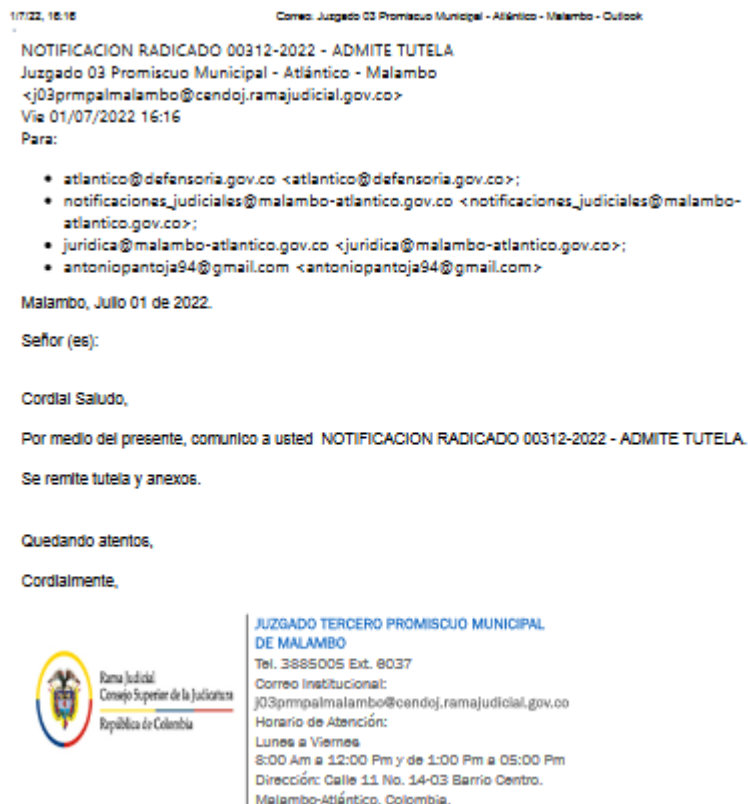 1/7/22, 16:16
Correo: Juzgado 03 Promiscuo Municipal - Atlántico - Malambo - Outlook
NOTIFICACION RADICADO 00312-2022 - ADMITE TUTELA
Juzgado 03 Promiscuo Municipal - Atlántico - Malambo
<j03prmpalmalambo@cendoj.ramajudicial.gov.co>
Vie 01/07/2022 16:16
Para:
• atlantico@defensoria.gov.co <atlantico@defensoria.gov.co>;
• notificaciones_judiciales@malambo-atlantico.gov.co <notificaciones_judiciales@malambo-
atlantico.gov.co>;
• juridica@malambo-atlantico.gov.co <juridica@malambo-atlantico.gov.co>;
• antoniopantoja94@gmail.com <antoniopantoja94@gmail.com>
Malambo, Julio 01 de 2022.
Señor (es):
Cordial Saludo,
Por medio del presente, comunico a usted NOTIFICACION RADICADO 00312-2022 - ADMITE TUTELA.
Se remite tutela y anexos.
Quedando atentos,
Cordialmente,
Rama Judicial
Consejo Superior de la Judicatura
República de Colombia
JUZGADO TERCERO PROMISCUO MUNICIPAL
DE MALAMBO
Tel. 3885005 Ext. 6037
Correo Institucional:
j03prmpalmalambo@cendoj.ramajudicial.gov.co
Horario de Atención:
Lunes a Viernes
8:00 Am a 12:00 Pm y de 1:00 Pm a 05:00 Pm
Dirección: Calle 11 No. 14-03 Barrio Centro.
Malambo-Atlántico, Colombia.